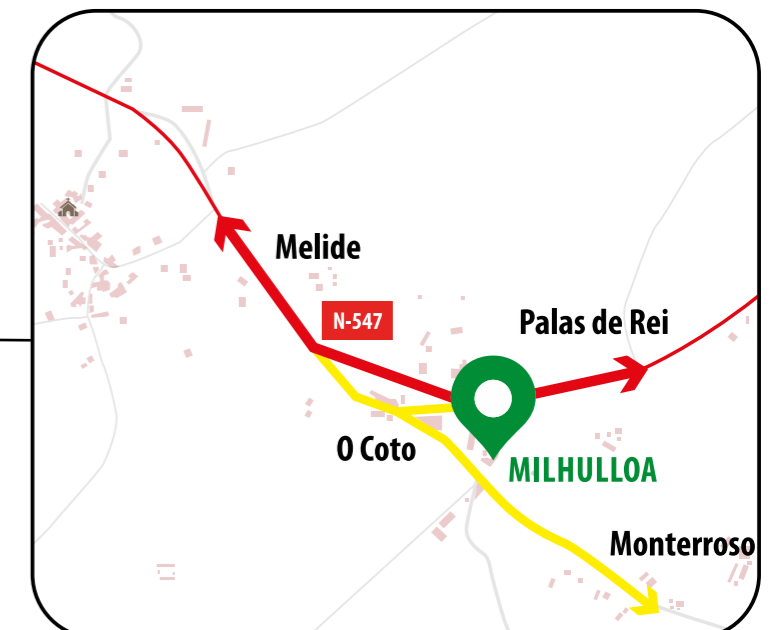 Melide
N-547
Palas de Rei
O Coto
MILHULLOA
Monterroso